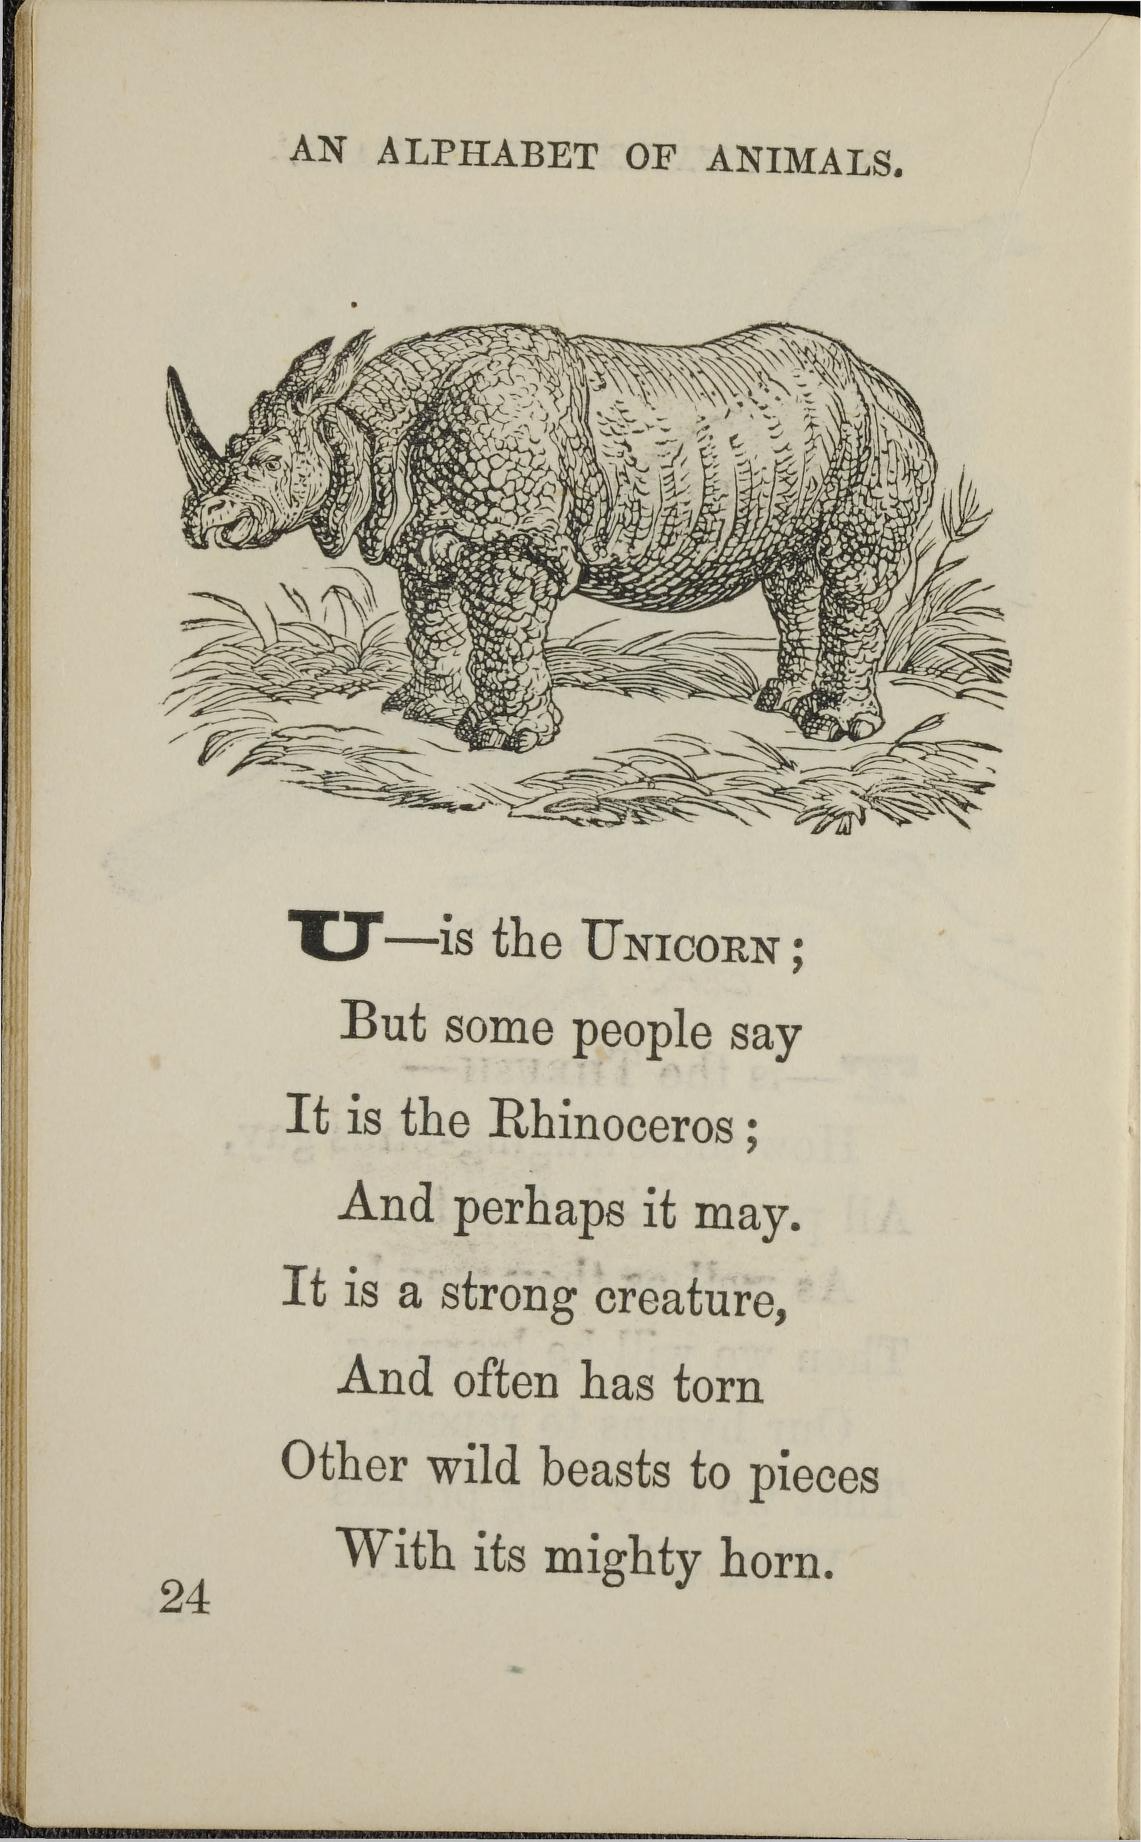 AN ALPHABET OF ANIMALS.
U—is the UNICORN;
But some people say
It is the Rhinoceros;
And perhaps it may.
It is a strong creature,
And often has torn
Other wild beasts to pieces
With its mighty horn.
24